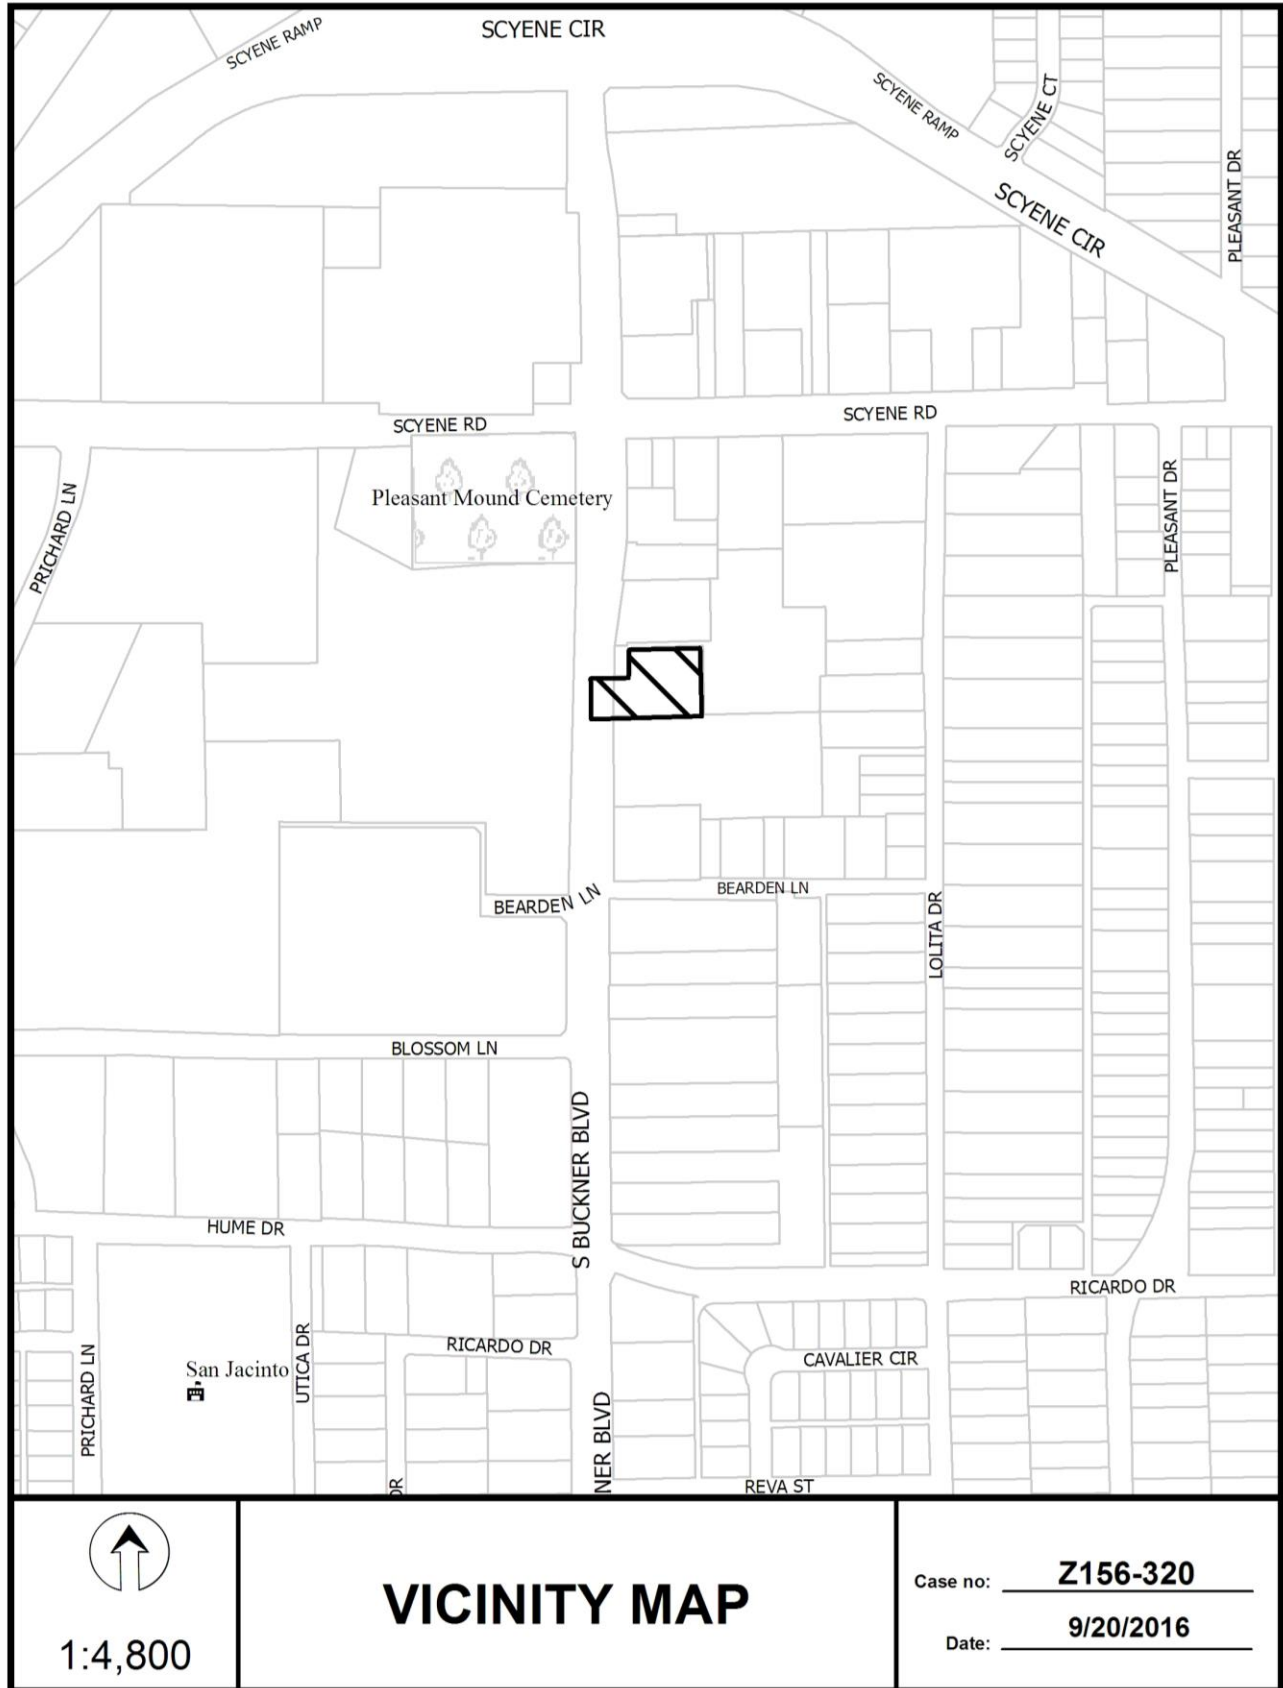 SCYENE RAMP
SCYENE CIR
SCYENE RAMP
SCYENE CT
PLEASANT DR
SCYENE CIR
SCYENE RD
SCYENE RD
Pleasant Mound Cemetery
PRICHARD LN
PLEASANT DR
BEARDEN LN
BEARDEN LN
LOLITA DR
BLOSSOM LN
S BUCKNER BLVD
HUME DR
RICARDO DR
UTICA DR
RICARDO DR
PRICHARD LN
San Jacinto
CAVALIER CIR
NER BLVD
DR
REVA ST
1:4,800
VICINITY MAP
Case no: Z156-320
Date: 9/20/2016